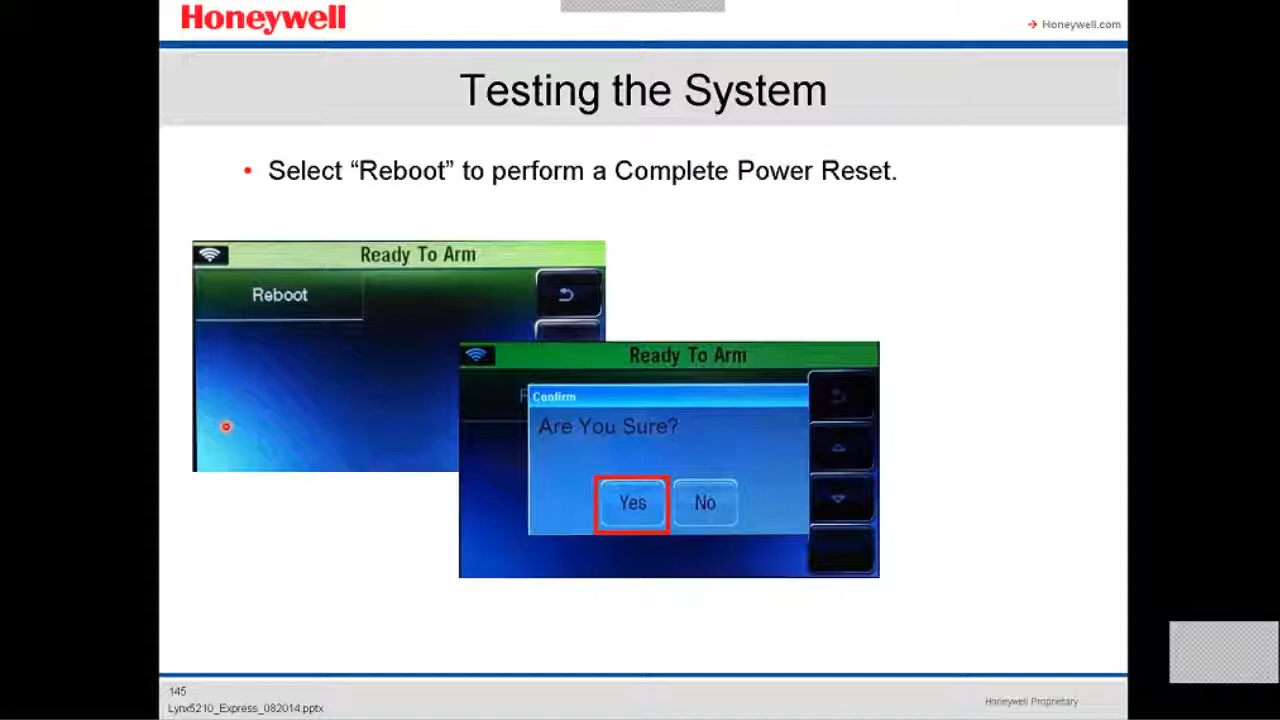 Honeywell
Honeywell.com
Testing the System
• Select “Reboot” to perform a Complete Power Reset.
Ready To Arm
Reboot
Ready To Arm
Confirm
Are You Sure?
Yes No
145
Lynx5210_Express_082014.pptx
Honeywell Proprietary